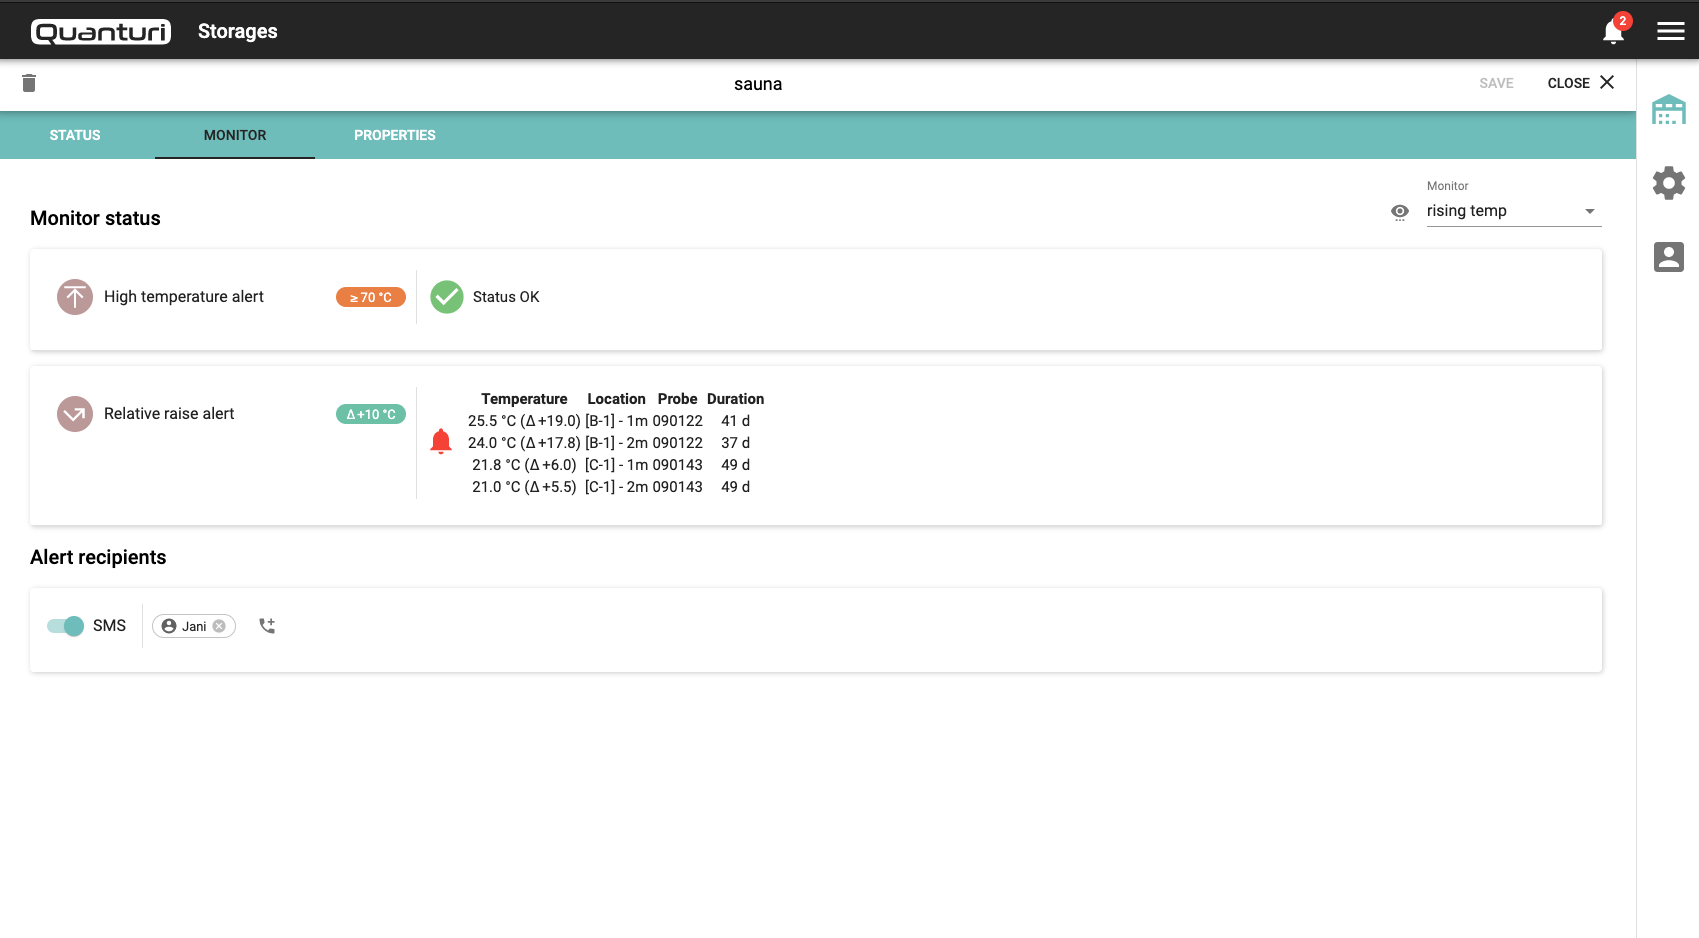 Quanturi Storages 2
sauna SAVE CLOSE
STATUS MONITOR PROPERTIES
Monitor
Monitor status rising temp
High temperature alert ≥ 70 °C Status OK
Temperature Location Probe Duration
Relative raise alert Δ +10 °C
25.5 °C (Δ +19.0) [B-1] - 1m 090122 41 d
24.0 °C (Δ +17.8) [B-1] - 2m 090122 37 d
21.8 °C (Δ +6.0) [C-1] - 1m 090143 49 d
21.0 °C (Δ +5.5) [C-1] - 2m 090143 49 d
Alert recipients
SMS Jani